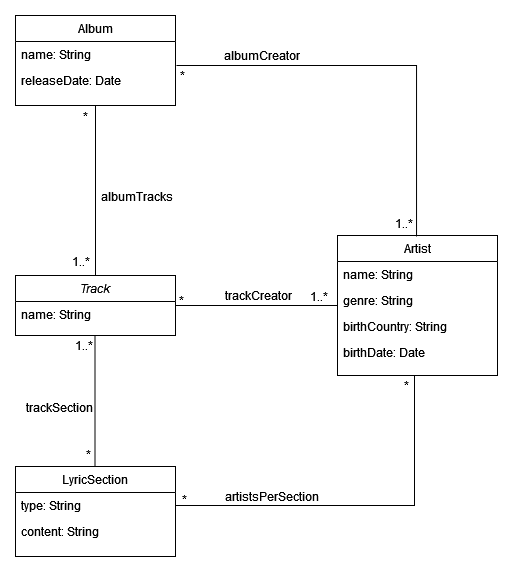 Album
name: String
releaseDate: Date
albumCreator
*
*
albumTracks
1..*
1..*
Artist
name: String
genre: String
birthCountry: String
birthDate: Date
Track
name: String
*
trackCreator
1..*
1..*
trackSection
*
*
LyricSection
type: String
content: String
*
artistsPerSection